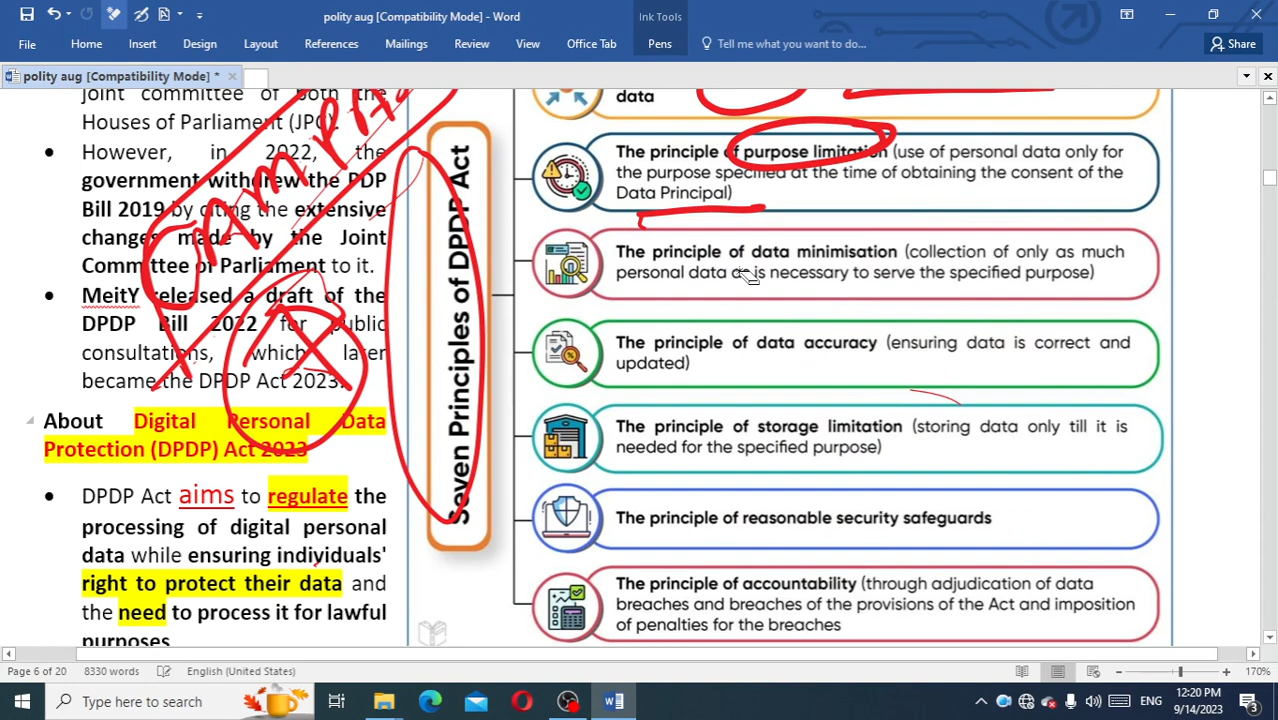 polity aug [Compatibility Mode] - Word
Ink Tools
File Home Insert Design Layout References Mailings Review View Office Tab Pens Tell me what you want to do... Share
polity aug [Compatibility Mode] *
joint committee of both the
Houses of Parliament (JPC).
However, in 2022, the
government withdrew the PDP
Bill 2019 by citing the extensive
changes made by the Joint
Committee of Parliament to it.
MeitY released a draft of the
DPDP Bill 2022 for public
consultations, which later
became the DPDP Act 2023.
About Digital Personal Data
Protection (DPDP) Act 2023
DPDP Act aims to regulate the
processing of digital personal
data while ensuring individuals'
right to protect their data and
the need to process it for lawful
purposes
Seven Principles of DPDP Act
data
The principle of purpose limitation (use of personal data only for
the purpose specified at the time of obtaining the consent of the
Data Principal)
The principle of data minimisation (collection of only as much
personal data as is necessary to serve the specified purpose)
The principle of data accuracy (ensuring data is correct and
updated)
The principle of storage limitation (storing data only till it is
needed for the specified purpose)
The principle of reasonable security safeguards
The principle of accountability (through adjudication of data
breaches and breaches of the provisions of the Act and imposition
of penalties for the breaches
Page 6 of 20 8330 words English (United States) 170%
Type here to search
12:20 PM
9/14/2023
3